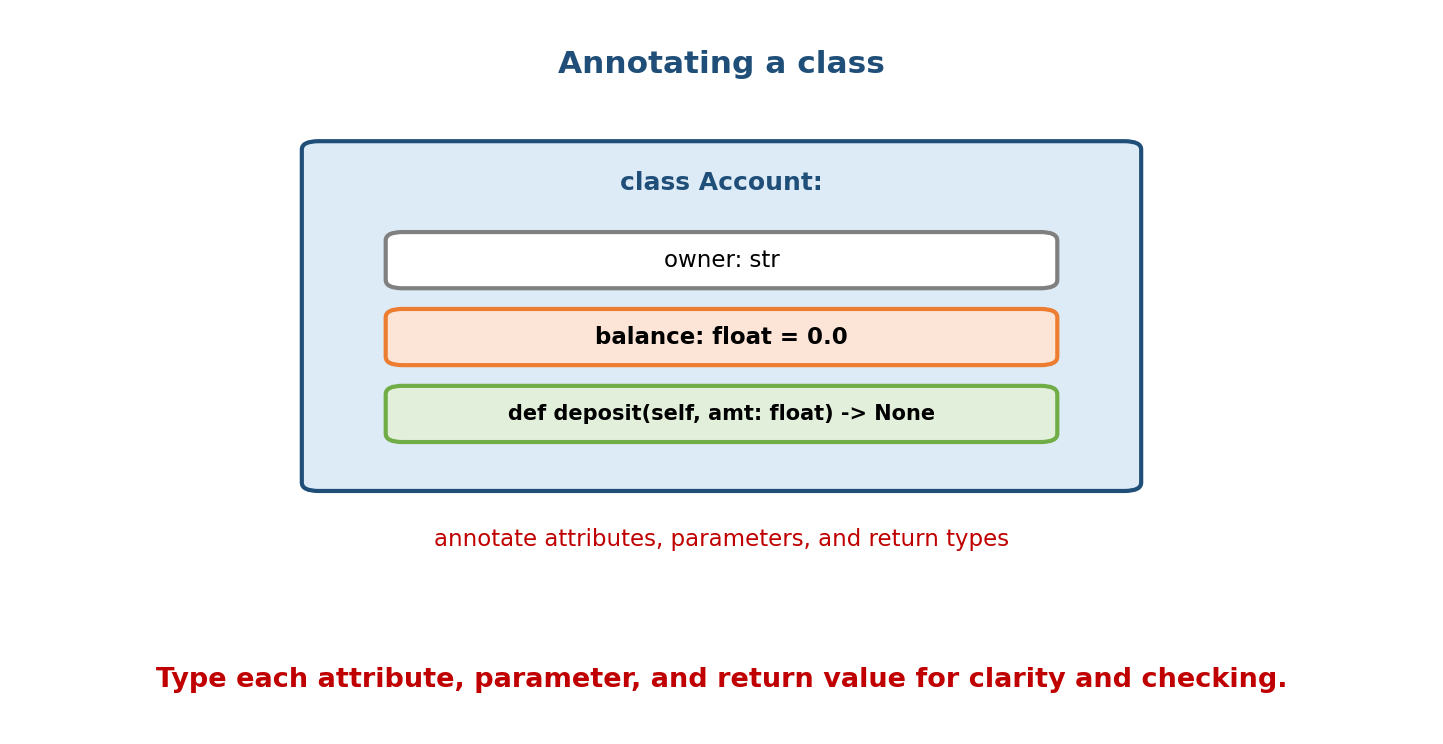 Annotating a class
class Account:
owner: str
balance: float = 0.0
def deposit(self, amt: float) -> None
annotate attributes, parameters, and return types
Type each attribute, parameter, and return value for clarity and checking.